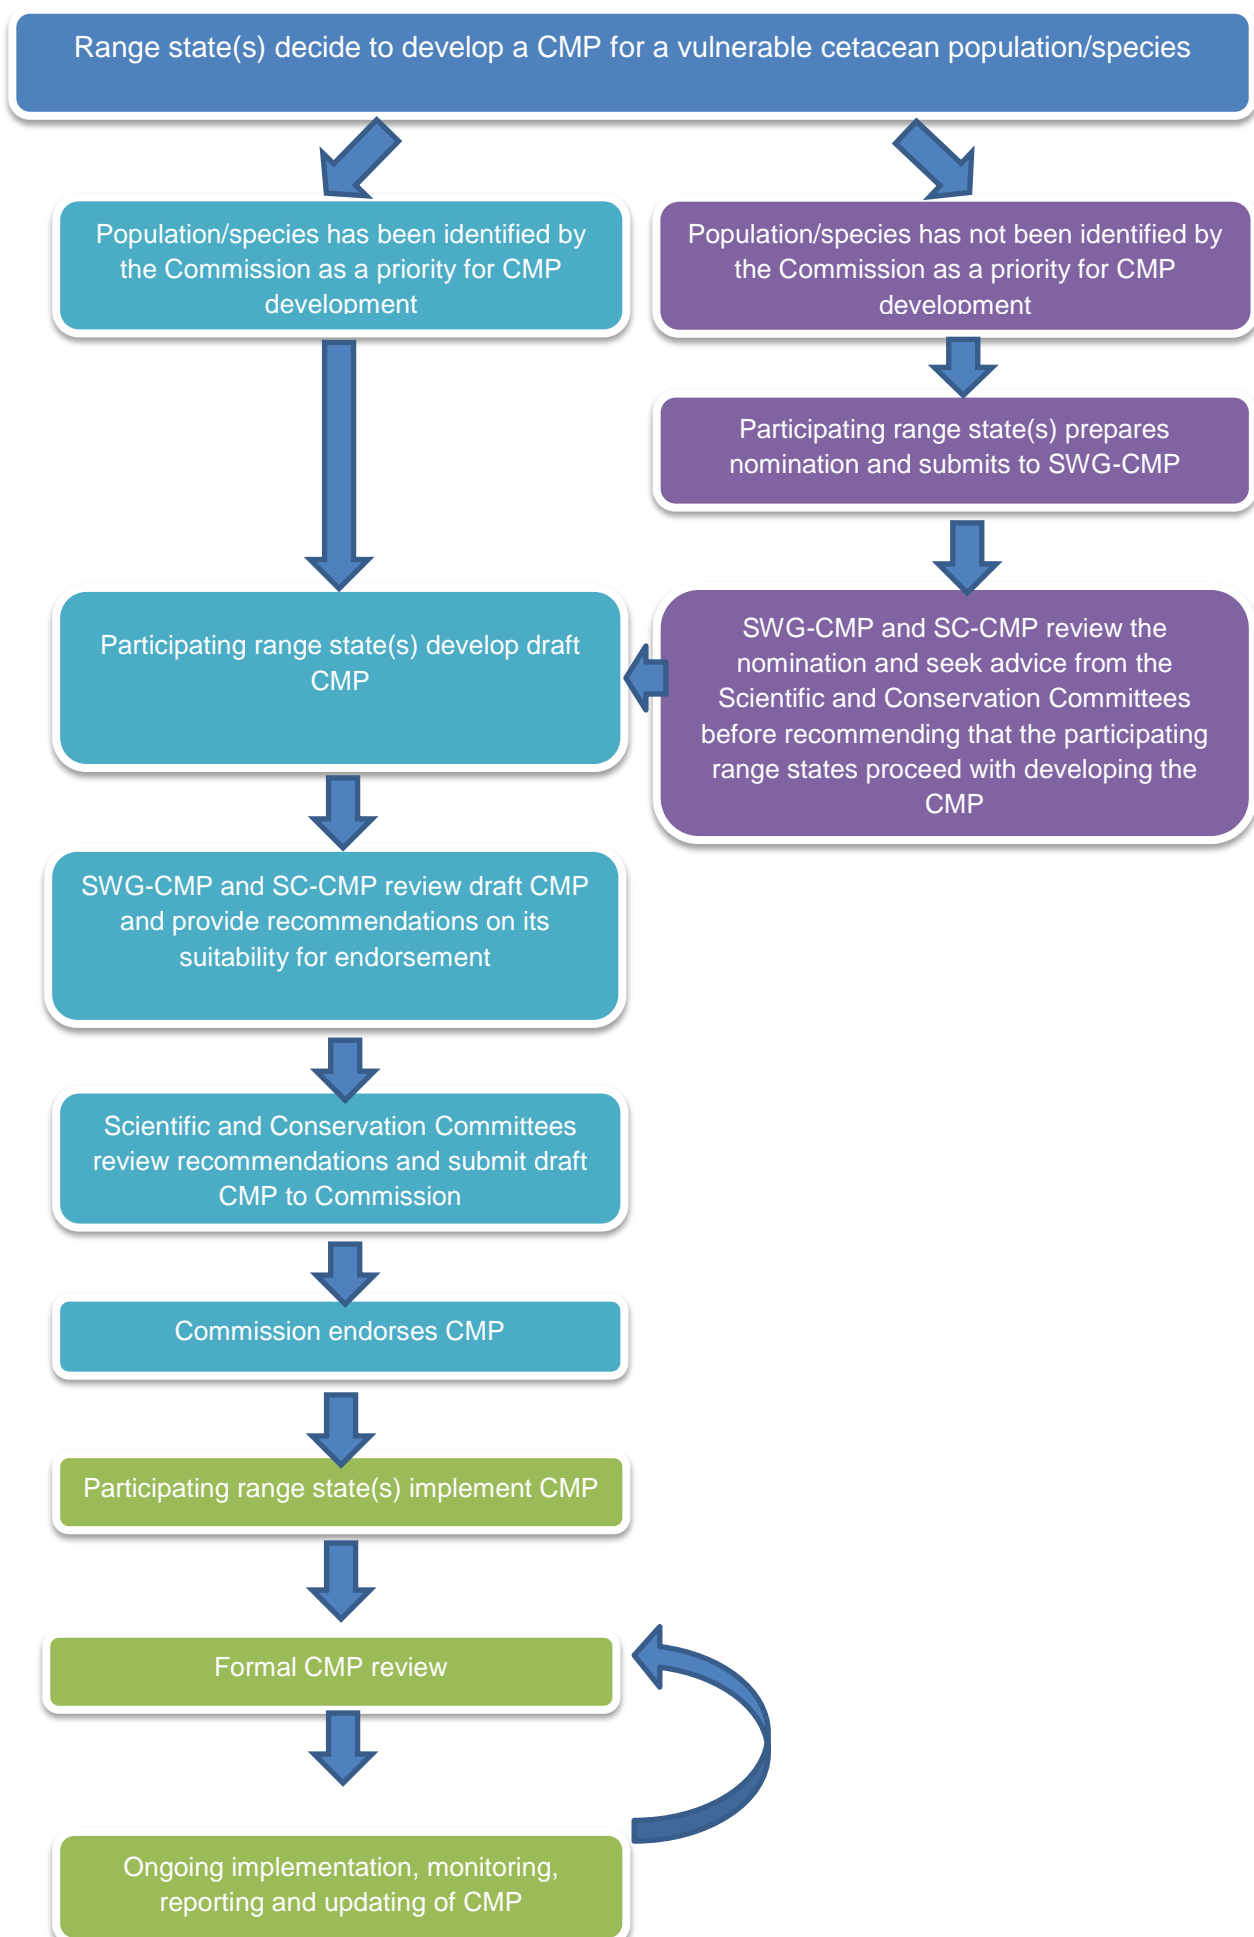 Range state(s) decide to develop a CMP for a vulnerable cetacean population/species
Population/species has been identified by
the Commission as a priority for CMP
development
Population/species has not been identified by
the Commission as a priority for CMP
development
Participating range state(s) prepares
nomination and submits to SWG-CMP
Participating range state(s) develop draft
CMP
SWG-CMP and SC-CMP review the
nomination and seek advice from the
Scientific and Conservation Committees
before recommending that the participating
range states proceed with developing the
CMP
SWG-CMP and SC-CMP review draft CMP
and provide recommendations on its
suitability for endorsement
Scientific and Conservation Committees
review recommendations and submit draft
CMP to Commission
Commission endorses CMP
Participating range state(s) implement CMP
Formal CMP review
Ongoing implementation, monitoring,
reporting and updating of CMP